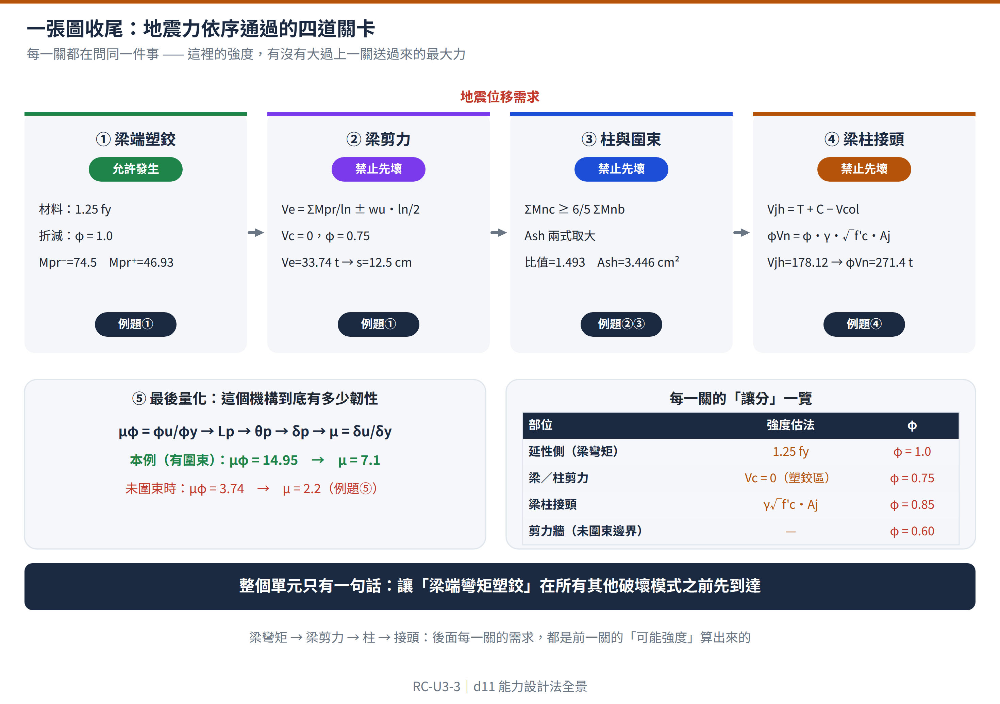 一張圖收尾：地震力依序通過的四道關卡
每一關都在問同一件事 —— 這裡的強度，有沒有大過上一關送過來的最大力
地震位移需求
① 梁端塑鉸
允許發生
材料：1.25 fy
折減：φ = 1.0
Mpr⁻=74.5　Mpr⁺=46.93
例題①
② 梁剪力
禁止先壞
Ve = ΣMpr/ln ± wu・ln/2
Vc = 0，φ = 0.75
Ve=33.74 t → s=12.5 cm
例題①
③ 柱與圍束
禁止先壞
ΣMnc ≥ 6/5 ΣMnb
Ash 兩式取大
比值=1.493　Ash=3.446 cm²
例題②③
④ 梁柱接頭
禁止先壞
Vjh = T + C − Vcol
φVn = φ・γ・√f'c・Aj
Vjh=178.12 → φVn=271.4 t
例題④
⑤ 最後量化：這個機構到底有多少韌性
μφ = φu/φy → Lp → θp → δp → μ = δu/δy
本例（有圍束）：μφ = 14.95　→　μ = 7.1
未圍束時：μφ = 3.74　→　μ = 2.2（例題⑤）
每一關的「讓分」一覽
部位　強度估法　φ
延性側（梁彎矩）　1.25 fy　φ = 1.0
梁／柱剪力　Vc = 0（塑鉸區）　φ = 0.75
梁柱接頭　γ√f'c・Aj　φ = 0.85
剪力牆（未圍束邊界）　—　φ = 0.60
整個單元只有一句話：讓「梁端彎矩塑鉸」在所有其他破壞模式之前先到達
梁彎矩 → 梁剪力 → 柱 → 接頭：後面每一關的需求，都是前一關的「可能強度」算出來的
RC-U3-3｜d11 能力設計法全景